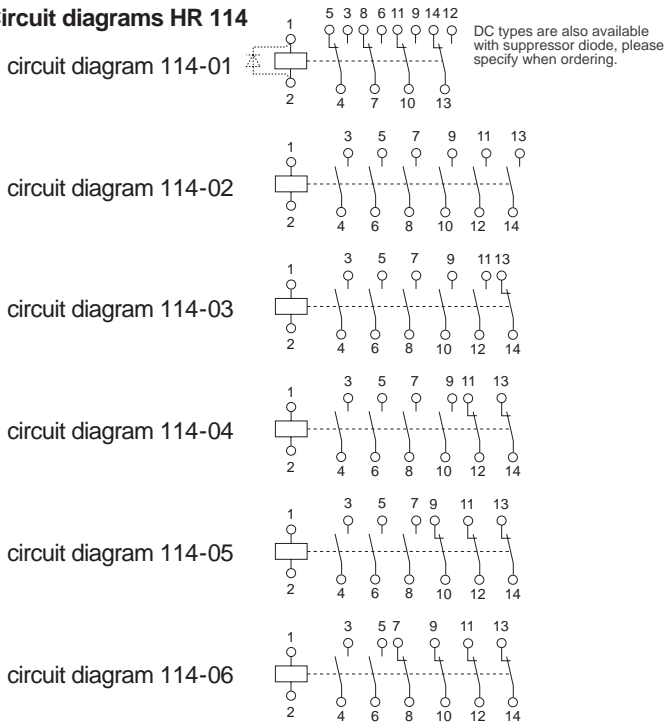 Circuit diagrams HR 114
1
5 3 8 6 11 9 14 12
DC types are also available
with suppressor diode, please
specify when ordering.
circuit diagram 114-01
2
4 7 10 13
1
3 5 7 9 11 13
circuit diagram 114-02
2
4 6 8 10 12 14
1
3 5 7 9 11 13
circuit diagram 114-03
2
4 6 8 10 12 14
1
3 5 7 9 11 13
circuit diagram 114-04
2
4 6 8 10 12 14
1
3 5 7 9 11 13
circuit diagram 114-05
2
4 6 8 10 12 14
1
3 5 7 9 11 13
circuit diagram 114-06
2
4 6 8 10 12 14